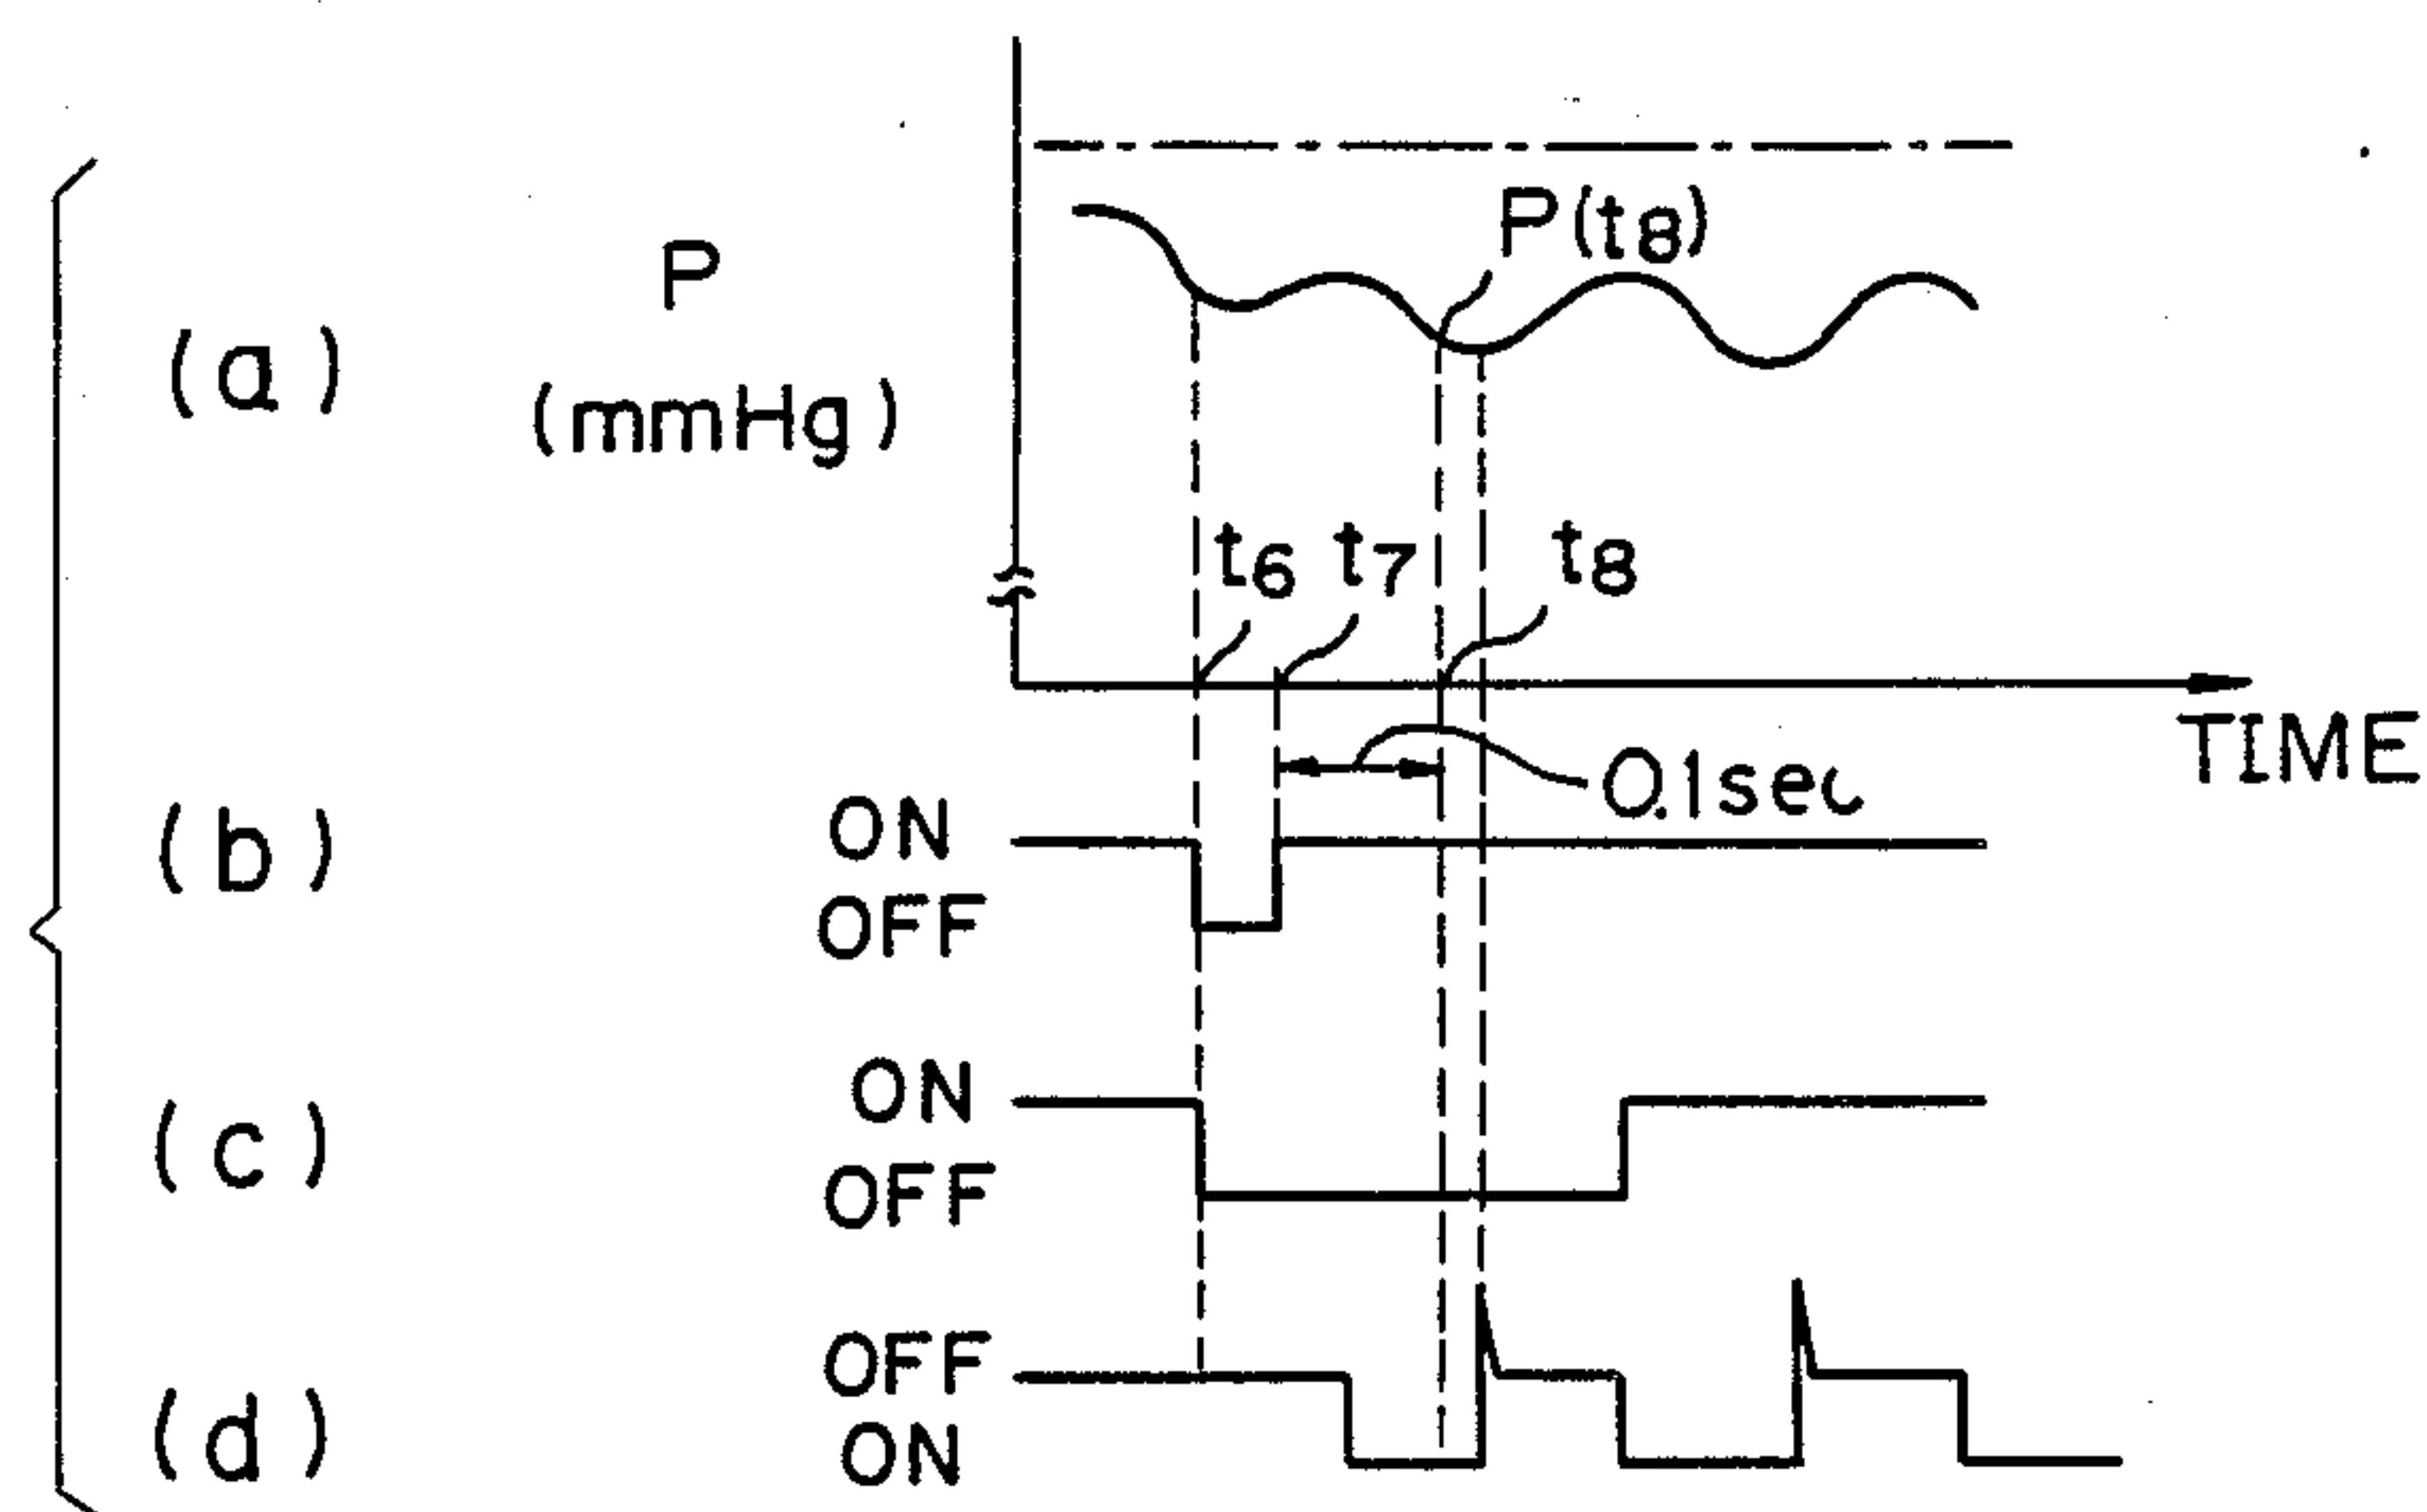 P(t8)
P
(a)
(mmHg)
t6 t7 t8
TIME
0.1sec
(b)
ON
OFF
(c)
ON
OFF
(d)
OFF
ON